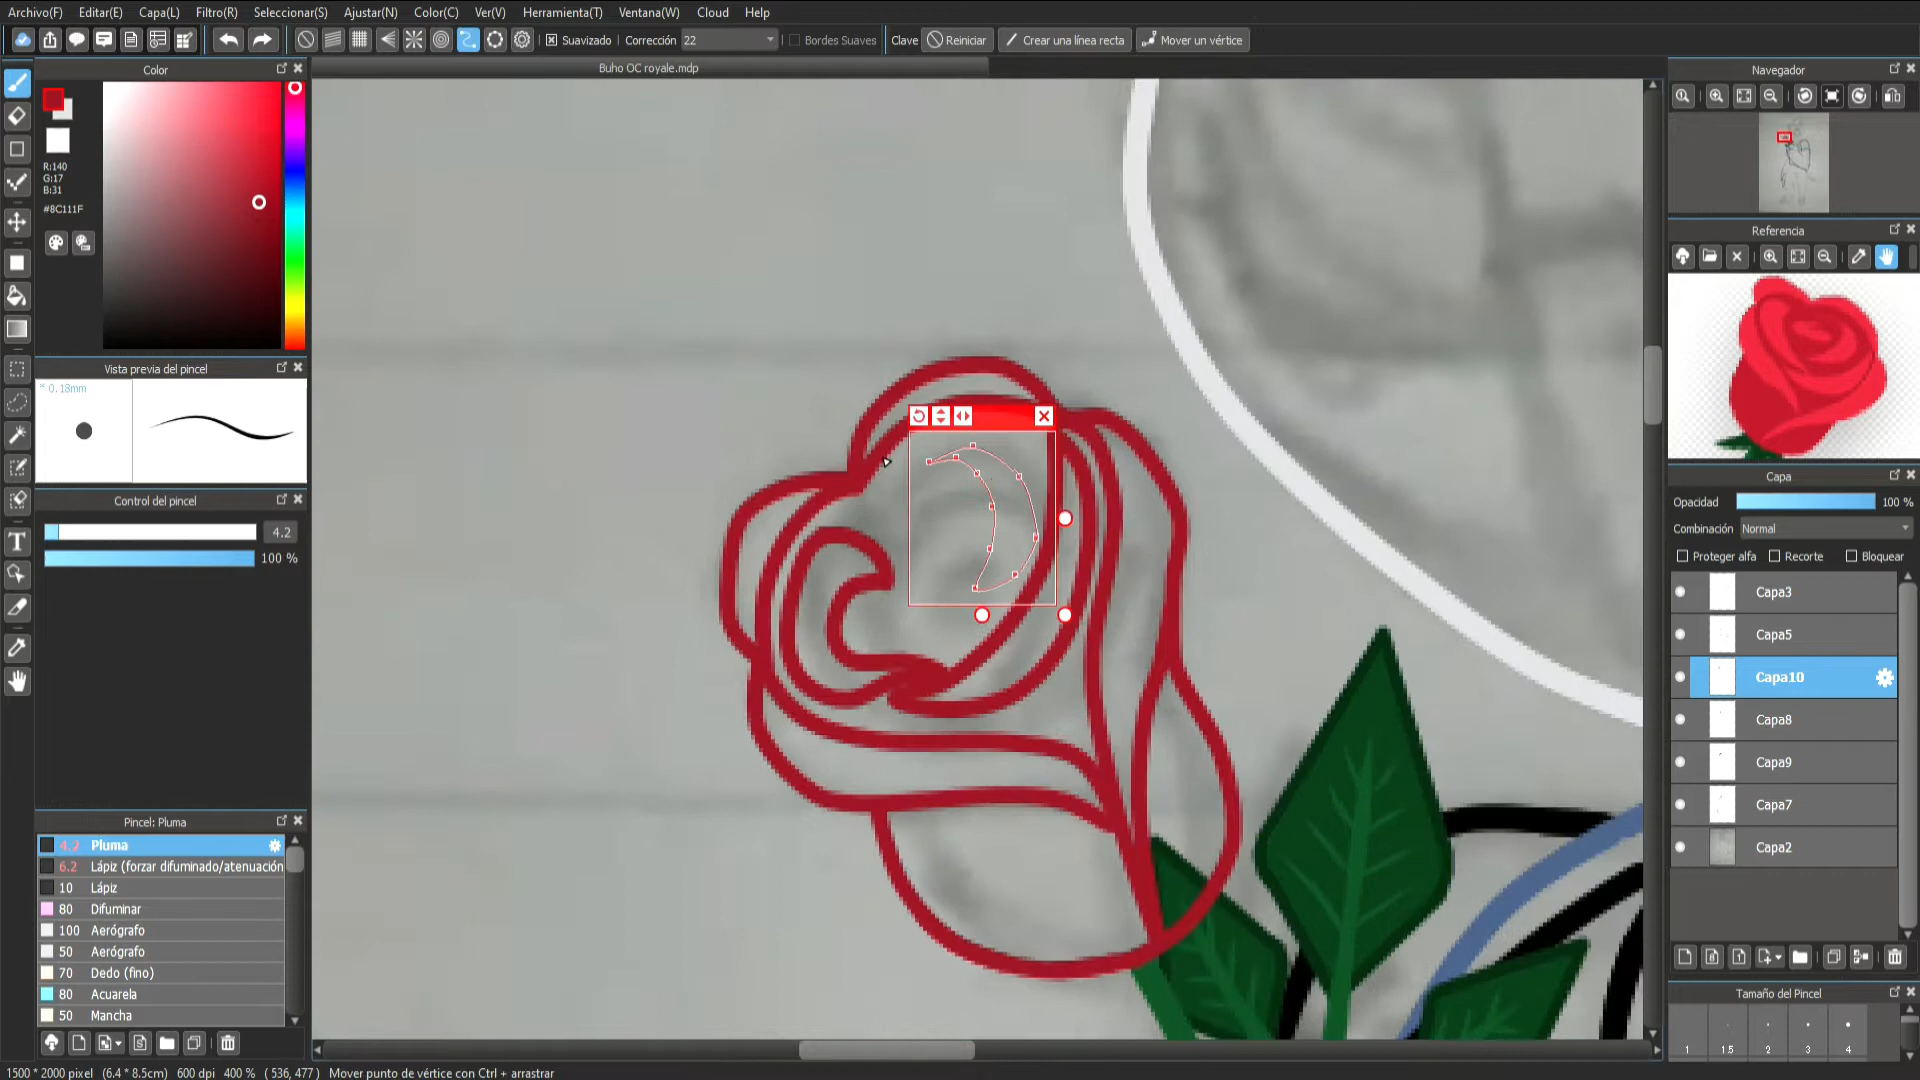 Archivo(F) Editar(E) Capa(L) Filtro(R) Seleccionar(S) Ajustar(N) Color(C) Ver(V) Herramienta(T) Ventana(W) Cloud Help
Suavizado Corrección 22 Bordes Suaves Clave Reiniciar Crear una línea recta Mover un vértice
Color
Buho OC royale.mdp
Navegador
R:140
G:17
B:31
#8C111F
Referencia
Vista previa del pincel
* 0.18mm
Capa
Control del pincel
Opacidad 100 %
4.2
Combinación Normal
100 %
Proteger alfa Recorte Bloquear
Capa3
Capa5
Capa10
Capa8
Capa9
Capa7
Capa2
Pincel: Pluma
4.2 Pluma
6.2 Lápiz (forzar difuminado/atenuación
10 Lápiz
80 Difuminar
100 Aerógrafo
50 Aerógrafo
70 Dedo (fino)
80 Acuarela
50 Mancha
Tamaño del Pincel
1 1.5 2 3 4
1500 * 2000 pixel (6.4 * 8.5cm) 600 dpi 400 % ( 536, 477 ) Mover punto de vértice con Ctrl + arrastrar